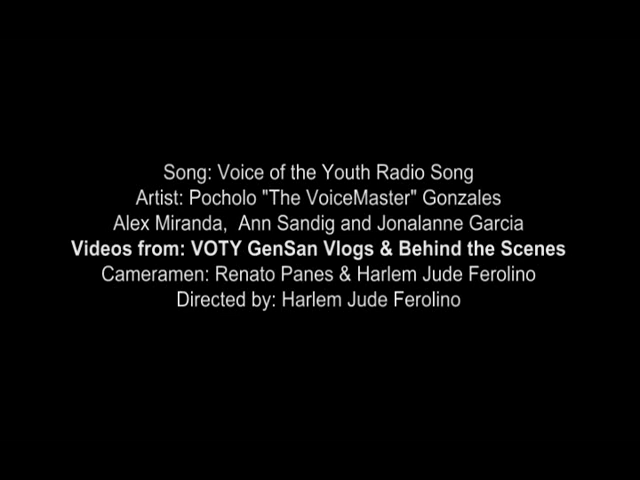 Song: Voice of the Youth Radio Song
Artist: Pocholo "The VoiceMaster" Gonzales
Alex Miranda,  Ann Sandig and Jonalanne Garcia
Videos from: VOTY GenSan Vlogs & Behind the Scenes
Cameramen: Renato Panes & Harlem Jude Ferolino
Directed by: Harlem Jude Ferolino